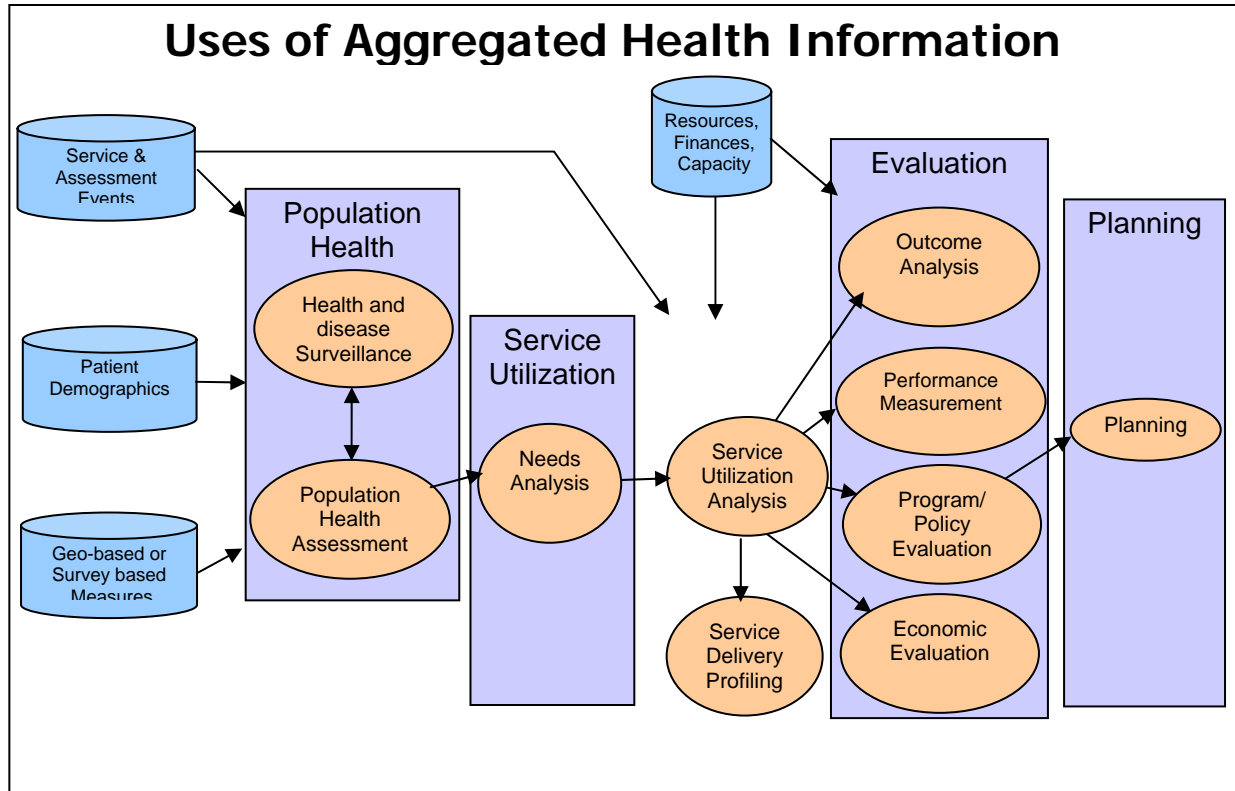 Uses of Aggregated Health Information
Service &
Assessment
Events
Patient
Demographics
Geo-based or
Survey based
Measures
Population
Health
Health and
disease
Surveillance
Population
Health
Assessment
Service
Utilization
Needs
Analysis
Resources,
Finances,
Capacity
Service
Utilization
Analysis
Service
Delivery
Profiling
Evaluation
Outcome
Analysis
Performance
Measurement
Program/
Policy
Evaluation
Economic
Evaluation
Planning
Planning